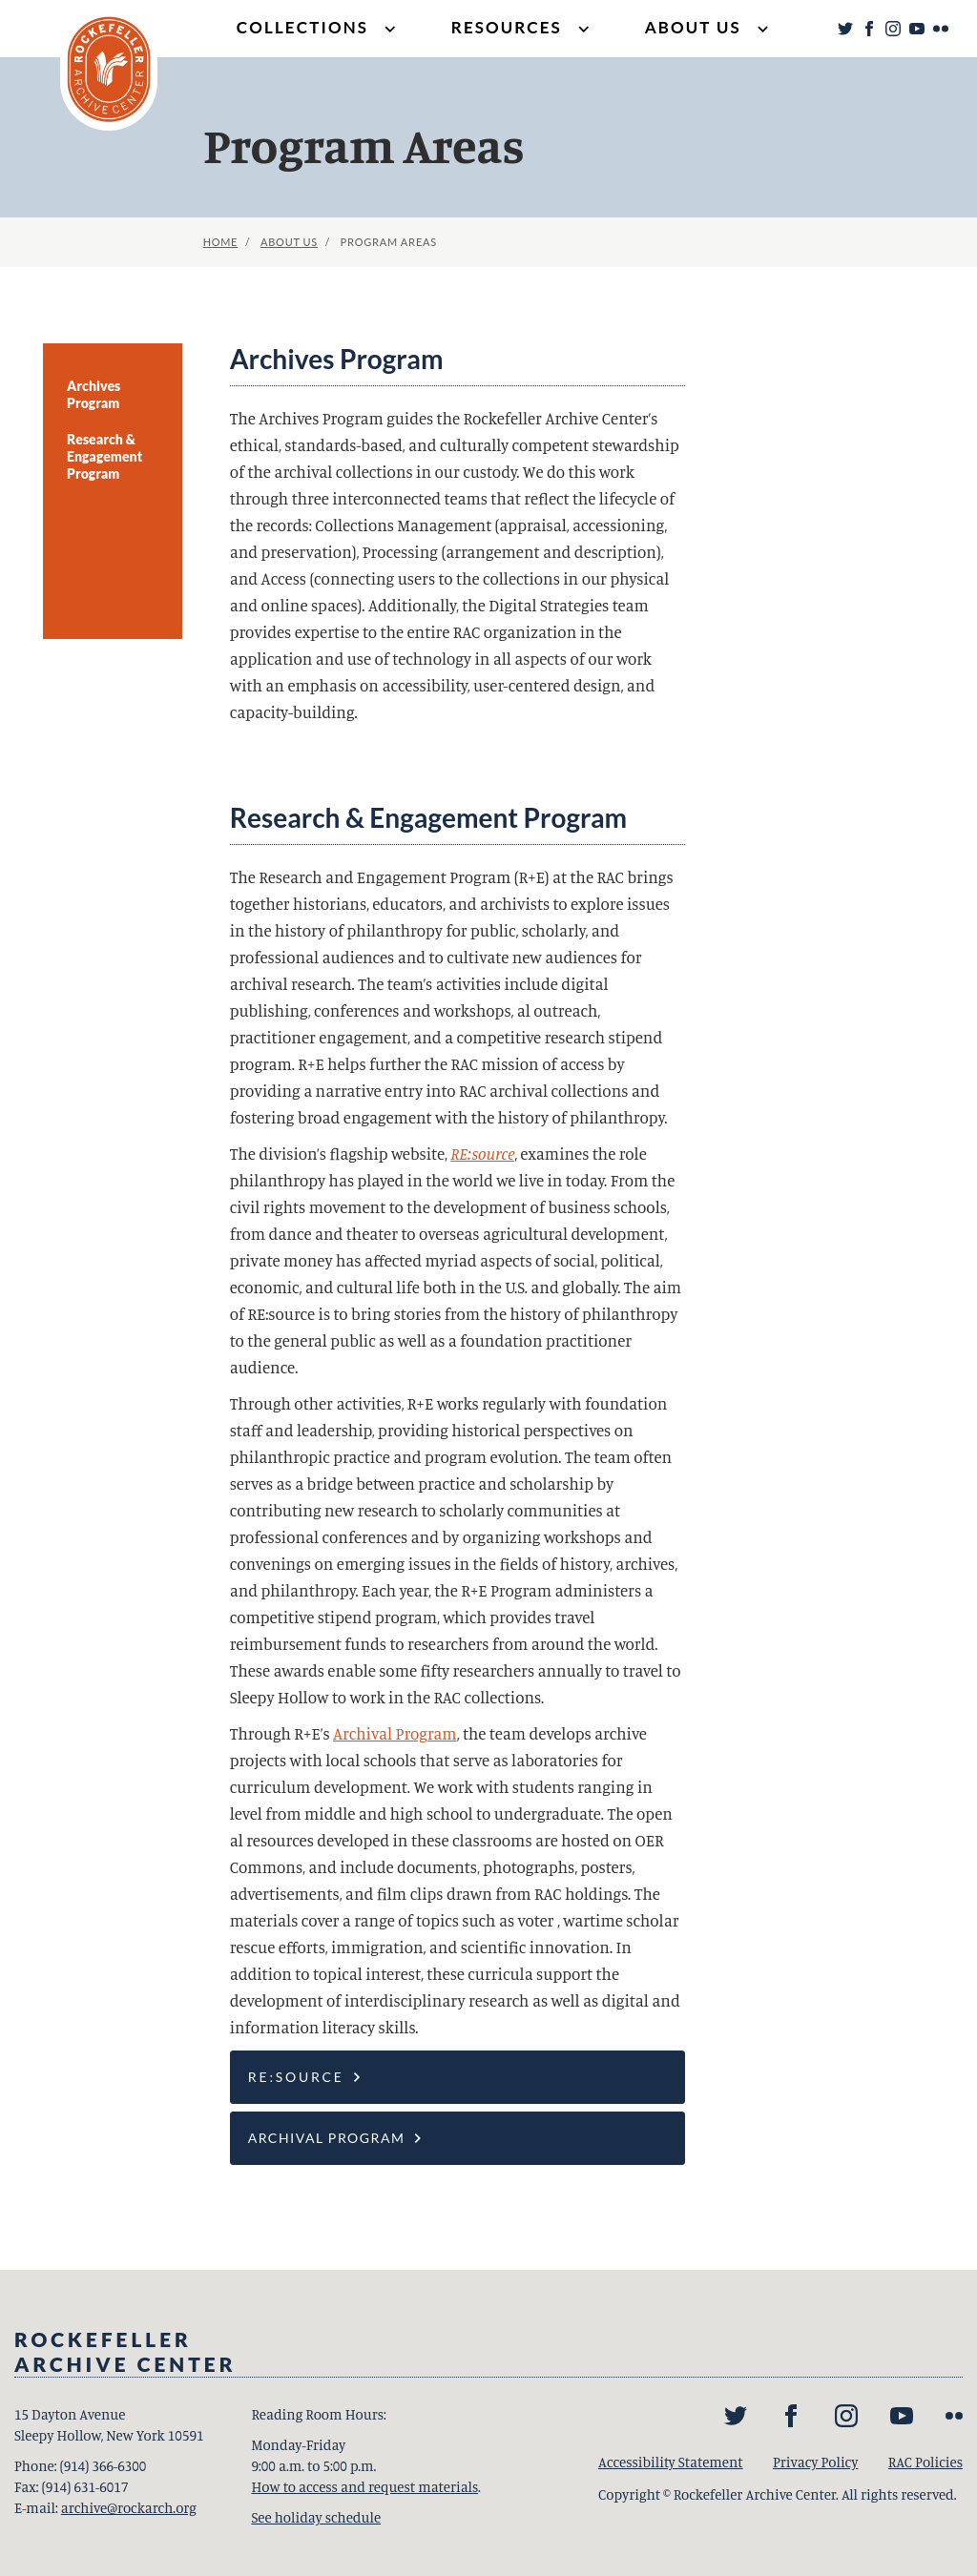 COLLECTIONS
RESOURCES
ABOUT US
ROCKEFELLER
ARCHIVE CENTER
Program Areas
HOME / ABOUT US / PROGRAM AREAS
Archives
Program
Research &
Engagement
Program
Archives Program
The Archives Program guides the Rockefeller Archive Center's
ethical, standards-based, and culturally competent stewardship
of the archival collections in our custody. We do this work
through three interconnected teams that reflect the lifecycle of
the records: Collections Management (appraisal, accessioning,
and preservation), Processing (arrangement and description),
and Access (connecting users to the collections in our physical
and online spaces). Additionally, the Digital Strategies team
provides expertise to the entire RAC organization in the
application and use of technology in all aspects of our work
with an emphasis on accessibility, user-centered design, and
capacity-building.
Research & Engagement Program
The Research and Engagement Program (R+E) at the RAC brings
together historians, educators, and archivists to explore issues
in the history of philanthropy for public, scholarly, and
professional audiences and to cultivate new audiences for
archival research. The team's activities include digital
publishing, conferences and workshops, al outreach,
practitioner engagement, and a competitive research stipend
program. R+E helps further the RAC mission of access by
providing a narrative entry into RAC archival collections and
fostering broad engagement with the history of philanthropy.
The division's flagship website, RE:source, examines the role
philanthropy has played in the world we live in today. From the
civil rights movement to the development of business schools,
from dance and theater to overseas agricultural development,
private money has affected myriad aspects of social, political,
economic, and cultural life both in the U.S. and globally. The aim
of RE:source is to bring stories from the history of philanthropy
to the general public as well as a foundation practitioner
audience.
Through other activities, R+E works regularly with foundation
staff and leadership, providing historical perspectives on
philanthropic practice and program evolution. The team often
serves as a bridge between practice and scholarship by
contributing new research to scholarly communities at
professional conferences and by organizing workshops and
convenings on emerging issues in the fields of history, archives,
and philanthropy. Each year, the R+E Program administers a
competitive stipend program, which provides travel
reimbursement funds to researchers from around the world.
These awards enable some fifty researchers annually to travel to
Sleepy Hollow to work in the RAC collections.
Through R+E's Archival Program, the team develops archive
projects with local schools that serve as laboratories for
curriculum development. We work with students ranging in
level from middle and high school to undergraduate. The open
al resources developed in these classrooms are hosted on OER
Commons, and include documents, photographs, posters,
advertisements, and film clips drawn from RAC holdings. The
materials cover a range of topics such as voter , wartime scholar
rescue efforts, immigration, and scientific innovation. In
addition to topical interest, these curricula support the
development of interdisciplinary research as well as digital and
information literacy skills.
RE:SOURCE
ARCHIVAL PROGRAM
ROCKEFELLER
ARCHIVE CENTER
15 Dayton Avenue
Sleepy Hollow, New York 10591
Phone: (914) 366-6300
Fax: (914) 631-6017
E-mail: archive@rockarch.org
Reading Room Hours:
Monday-Friday
9:00 a.m. to 5:00 p.m.
How to access and request materials.
See holiday schedule
Accessibility Statement
Privacy Policy
RAC Policies
Copyright © Rockefeller Archive Center. All rights reserved.